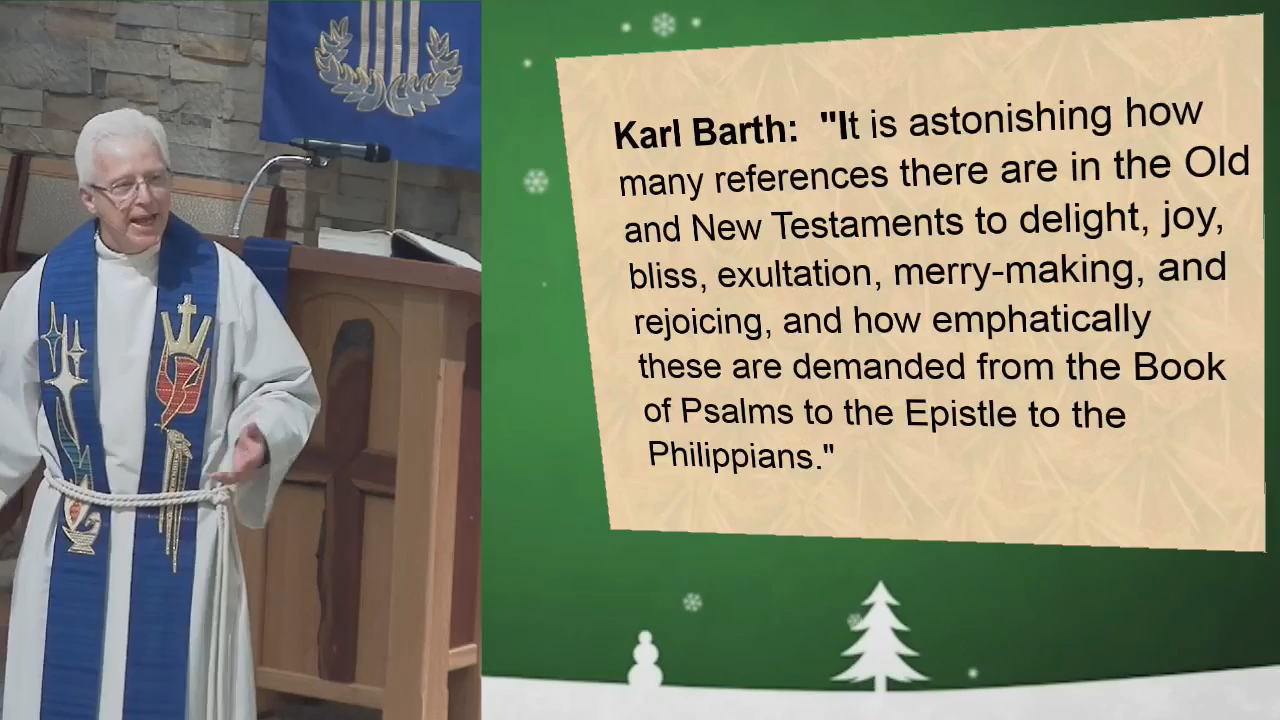 Karl Barth: "It is astonishing how
many references there are in the Old
and New Testaments to delight, joy,
bliss, exultation, merry-making, and
rejoicing, and how emphatically
these are demanded from the Book
of Psalms to the Epistle to the
Philippians."